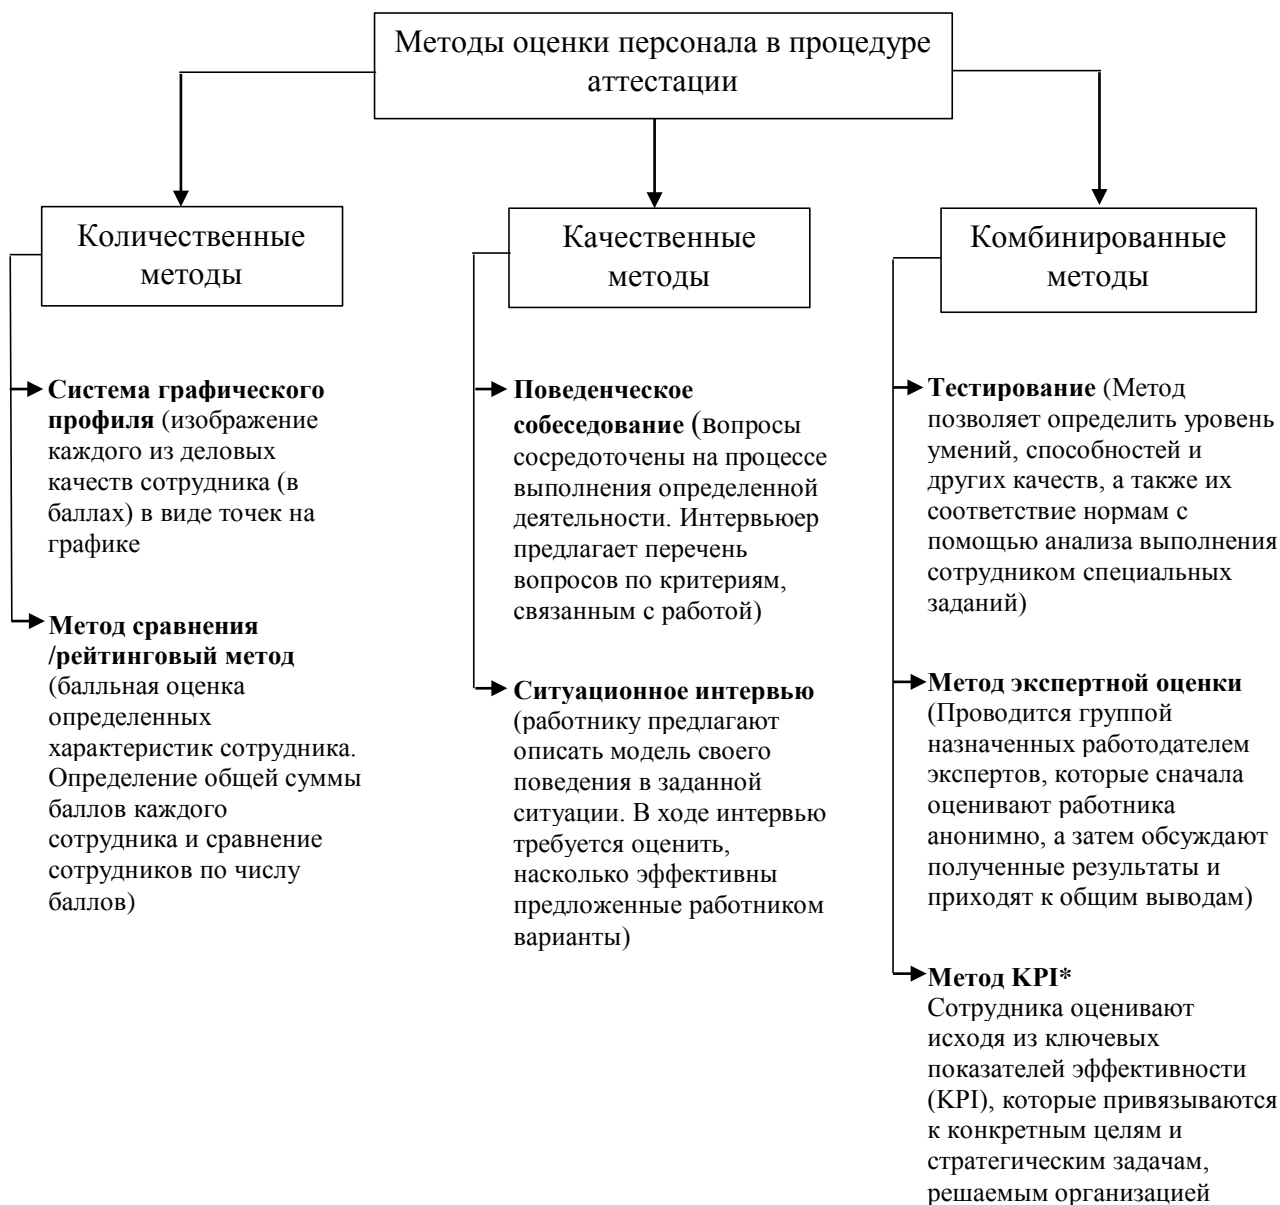 Методы оценки персонала в процедуре
аттестации
Количественные
методы
Качественные
методы
Комбинированные
методы
Система графического
профиля (изображение
каждого из деловых
качеств сотрудника (в
баллах) в виде точек на
графике
Метод сравнения
/рейтинговый метод
(балльная оценка
определенных
характеристик сотрудника.
Определение общей суммы
баллов каждого
сотрудника и сравнение
сотрудников по числу
баллов)
Поведенческое
собеседование (вопросы
сосредоточены на процессе
выполнения определенной
деятельности. Интервьюер
предлагает перечень
вопросов по критериям,
связанным с работой)
Ситуационное интервью
(работнику предлагают
описать модель своего
поведения в заданной
ситуации. В ходе интервью
требуется оценить,
насколько эффективны
предложенные работником
варианты)
Тестирование (Метод
позволяет определить уровень
умений, способностей и
других качеств, а также их
соответствие нормам с
помощью анализа выполнения
сотрудником специальных
заданий)
Метод экспертной оценки
(Проводится группой
назначенных работодателем
экспертов, которые сначала
оценивают работника
анонимно, а затем обсуждают
полученные результаты и
приходят к общим выводам)
Метод KPI*
Сотрудника оценивают
исходя из ключевых
показателей эффективности
(KPI), которые привязываются
к конкретным целям и
стратегическим задачам,
решаемым организацией